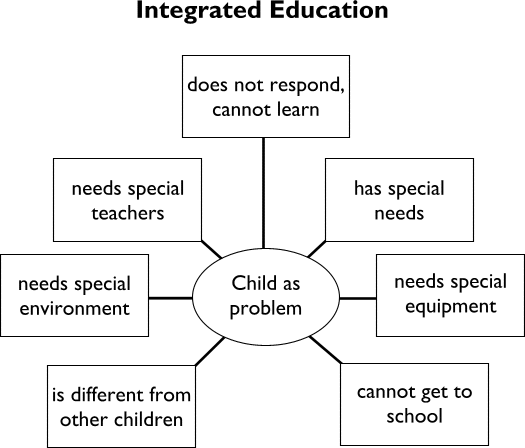 Integrated Education
does not respond,
cannot learn
needs special
teachers
has special
needs
needs special
environment
Child as
problem
needs special
equipment
is different from
other children
cannot get to
school